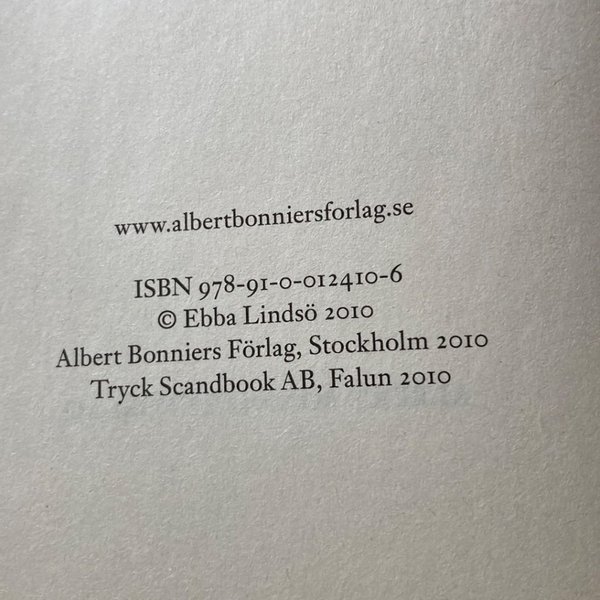 www.albertbonniersforlag.se
ISBN 978-91-0-012410-6
© Ebba Lindsö 2010
Albert Bonniers Förlag, Stockholm 2010
Tryck Scandbook AB, Falun 2010